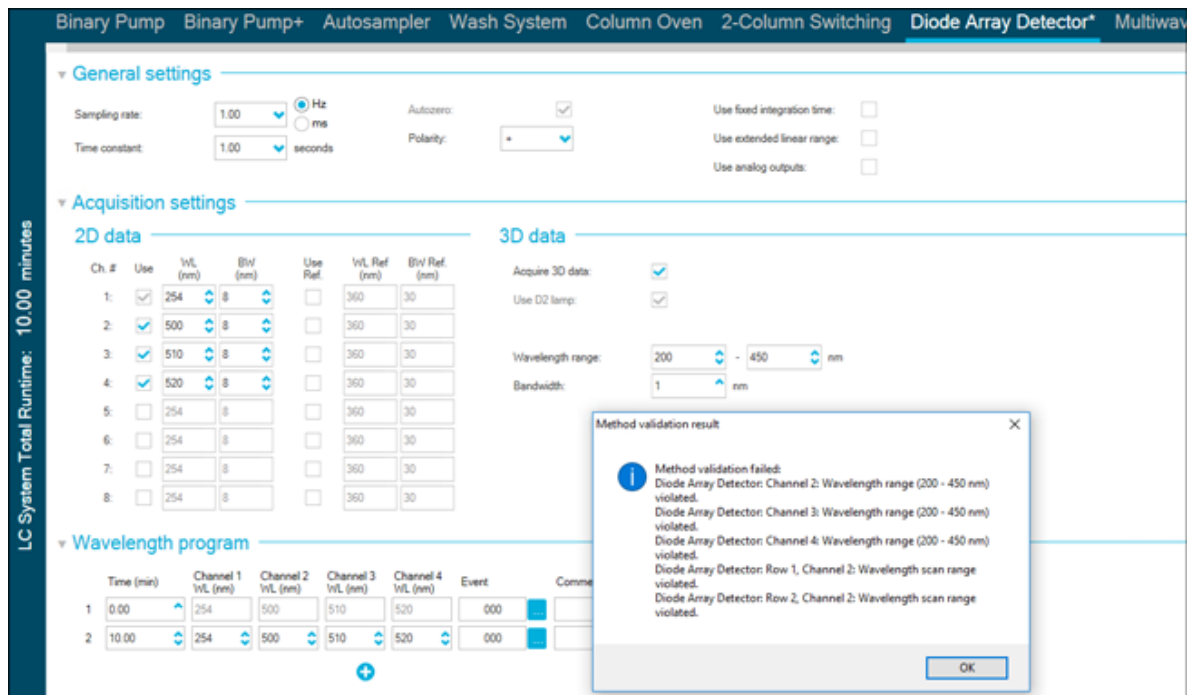 Binary Pump Binary Pump+ Autosampler Wash System Column Oven 2-Column Switching Diode Array Detector* Multiwav
LC System Total Runtime: 10.00 minutes
General settings
Sampling rate: 1.00 Hz ms Autozero: Use fixed integration time:
Time constant: 1.00 seconds Polarity: + Use extended linear range:
Use analog outputs:
Acquisition settings
2D data 3D data
Ch. # Use WL (nm) BW (nm) Use Ref. WL Ref (nm) BW Ref. (nm)
1: 254 8 360 30
2: 500 8 360 30
3: 510 8 360 30
4: 520 8 360 30
5: 254 8 360 30
6: 254 8 360 30
7: 254 8 360 30
8: 254 8 360 30
Acquire 3D data:
Use D2 lamp:
Wavelength range: 200 - 450 nm
Bandwidth: 1 nm
Wavelength program
Time (min) Channel 1 WL (nm) Channel 2 WL (nm) Channel 3 WL (nm) Channel 4 WL (nm) Event Comme
1 0.00 254 500 510 520 000 ...
2 10.00 254 500 510 520 000 ...
Method validation result
Method validation failed:
Diode Array Detector: Channel 2: Wavelength range (200 - 450 nm)
violated.
Diode Array Detector: Channel 3: Wavelength range (200 - 450 nm)
violated.
Diode Array Detector: Channel 4: Wavelength range (200 - 450 nm)
violated.
Diode Array Detector: Row 1, Channel 2: Wavelength scan range
violated.
Diode Array Detector: Row 2, Channel 2: Wavelength scan range
violated.
OK